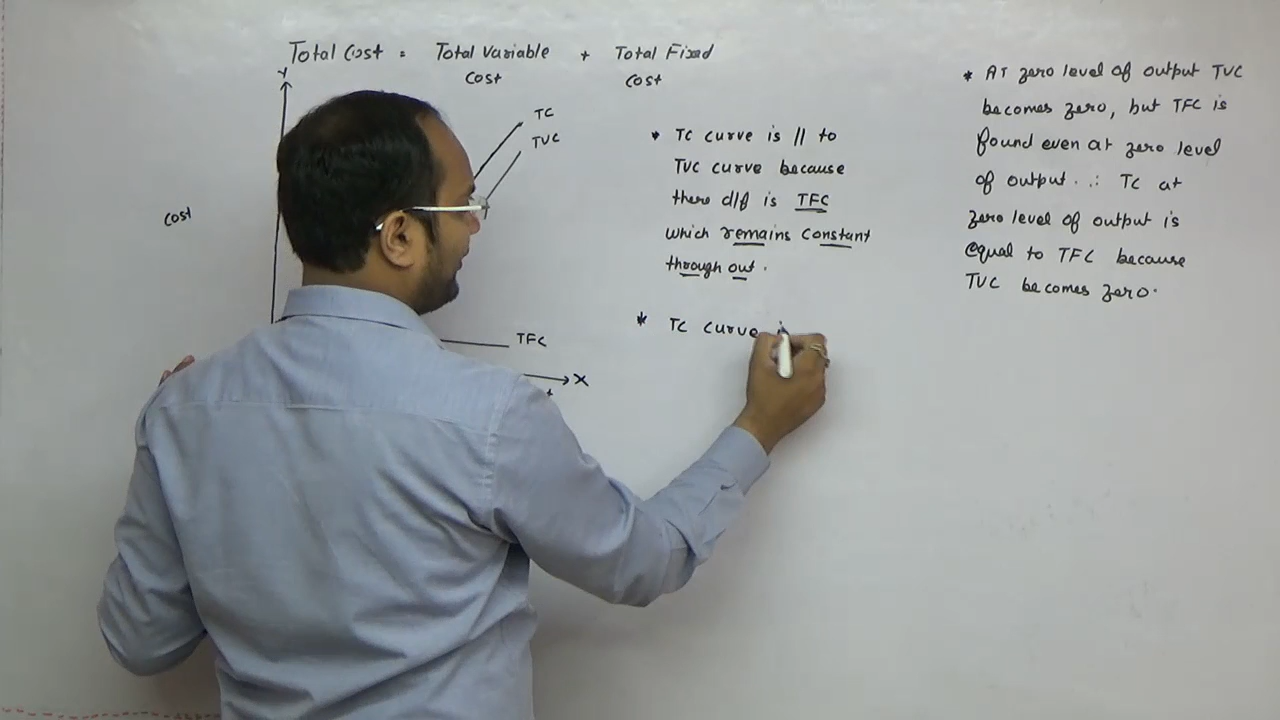 Total Cost = Total Variable Cost + Total Fixed Cost
Y
TC
TVC
Cost
TFC
X
* TC curve is // to
TVC curve because
there d/f is TFC
which remains constant
through out.
* TC curve
* At zero level of output TVC
becomes zero, but TFC is
found even at zero level
of output. ∴ TC at
zero level of output is
equal to TFC because
TVC becomes zero.